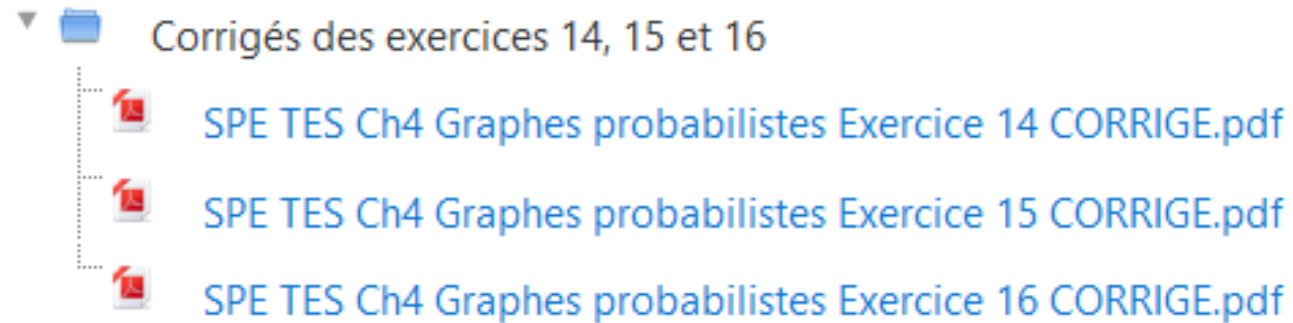 Corrigés des exercices 14, 15 et 16
SPE TES Ch4 Graphes probabilistes Exercice 14 CORRIGE.pdf
SPE TES Ch4 Graphes probabilistes Exercice 15 CORRIGE.pdf
SPE TES Ch4 Graphes probabilistes Exercice 16 CORRIGE.pdf